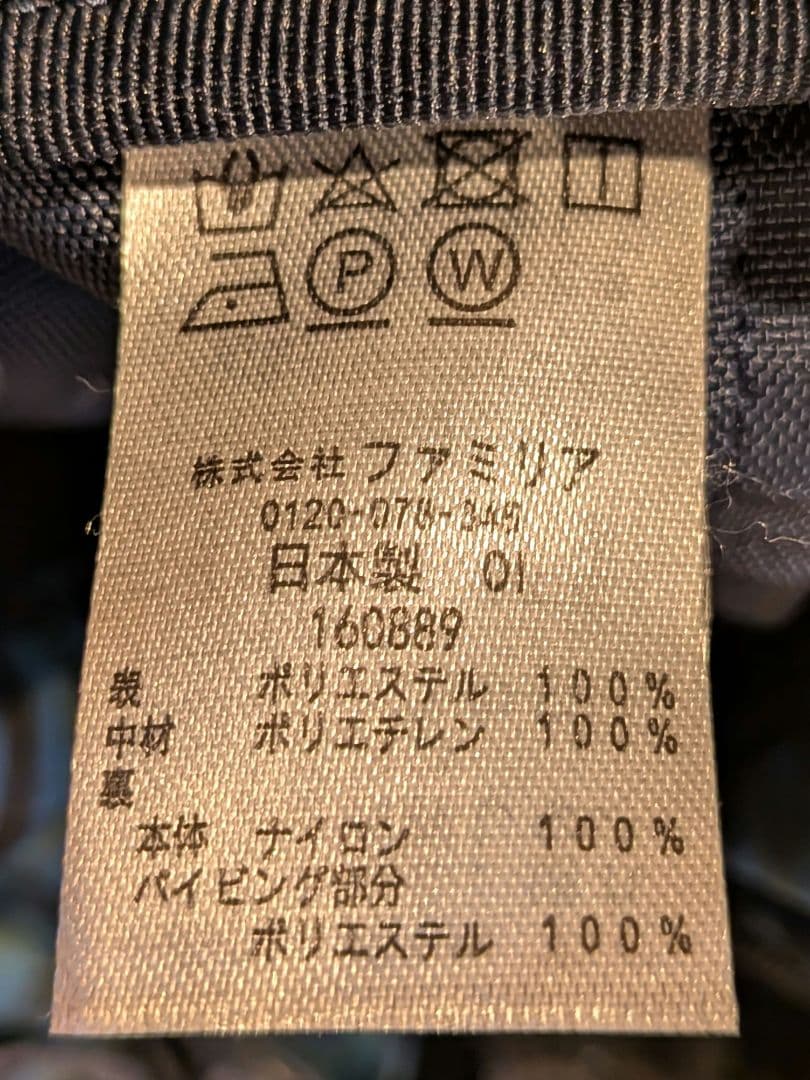 P W
株式会社 ファミリア
0120-078-345
日本製 01
160889
表 ポリエステル 100%
中材 ポリエチレン 100%
裏
本体 ナイロン 100%
パイピング部分
ポリエステル 100%